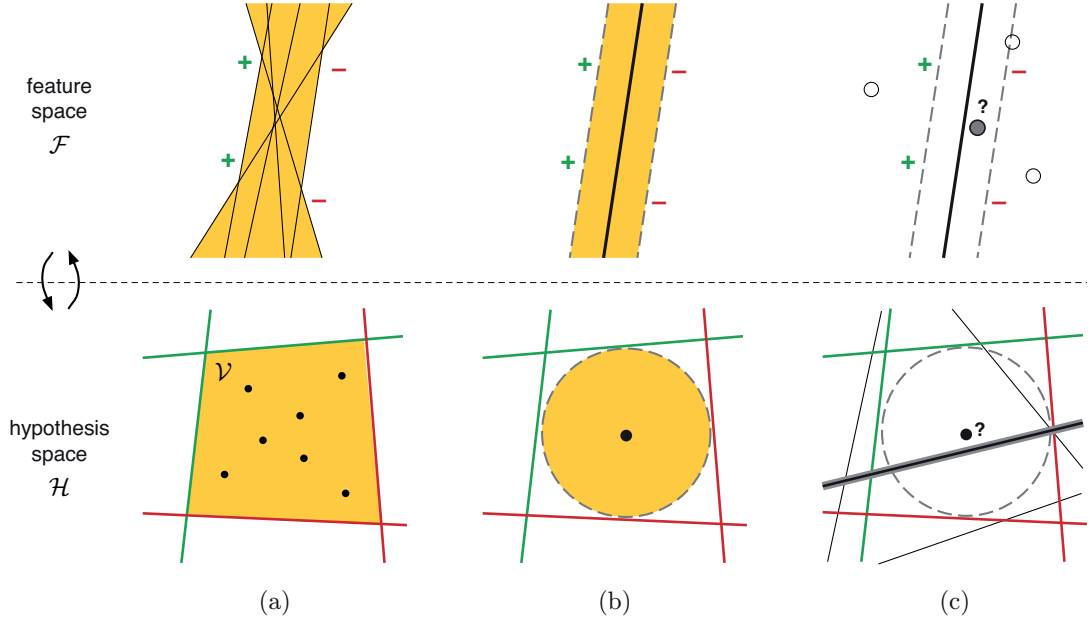 feature
space
𝓕
+ − + −
+ − + −
? + − + −
hypothesis
space
𝓗
𝒱
?
(a) (b) (c)